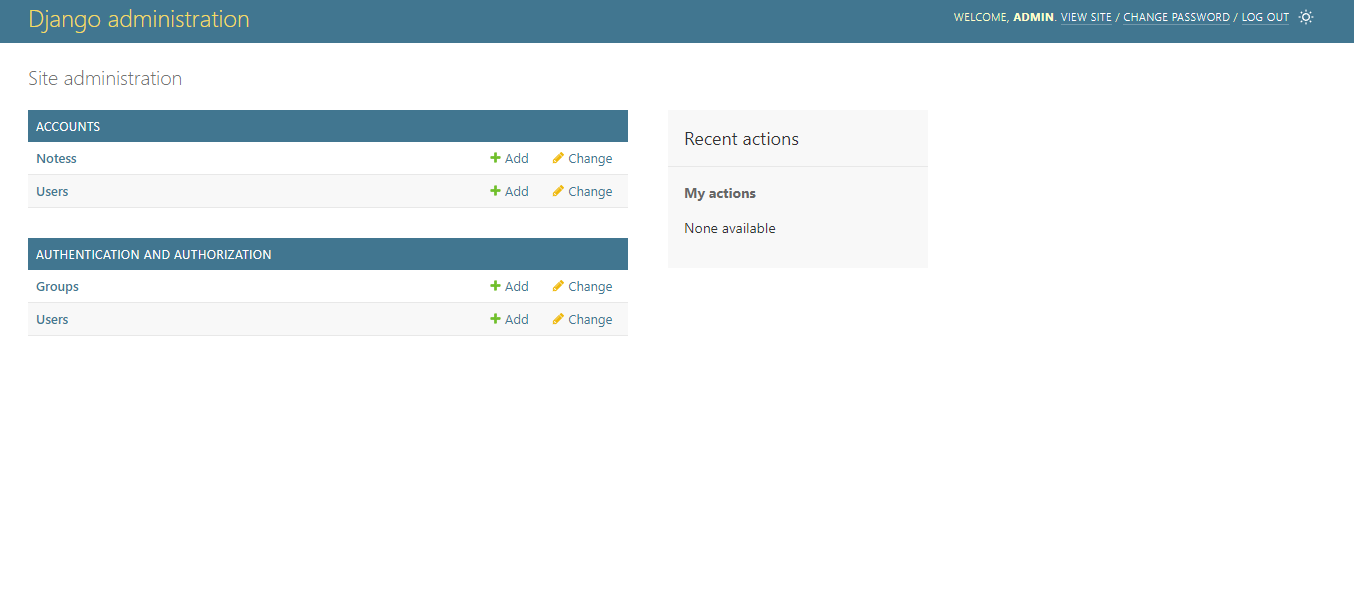 Django administration
WELCOME, ADMIN. VIEW SITE / CHANGE PASSWORD / LOG OUT
Site administration
ACCOUNTS
Notess Add Change
Users Add Change
AUTHENTICATION AND AUTHORIZATION
Groups Add Change
Users Add Change
Recent actions
My actions
None available